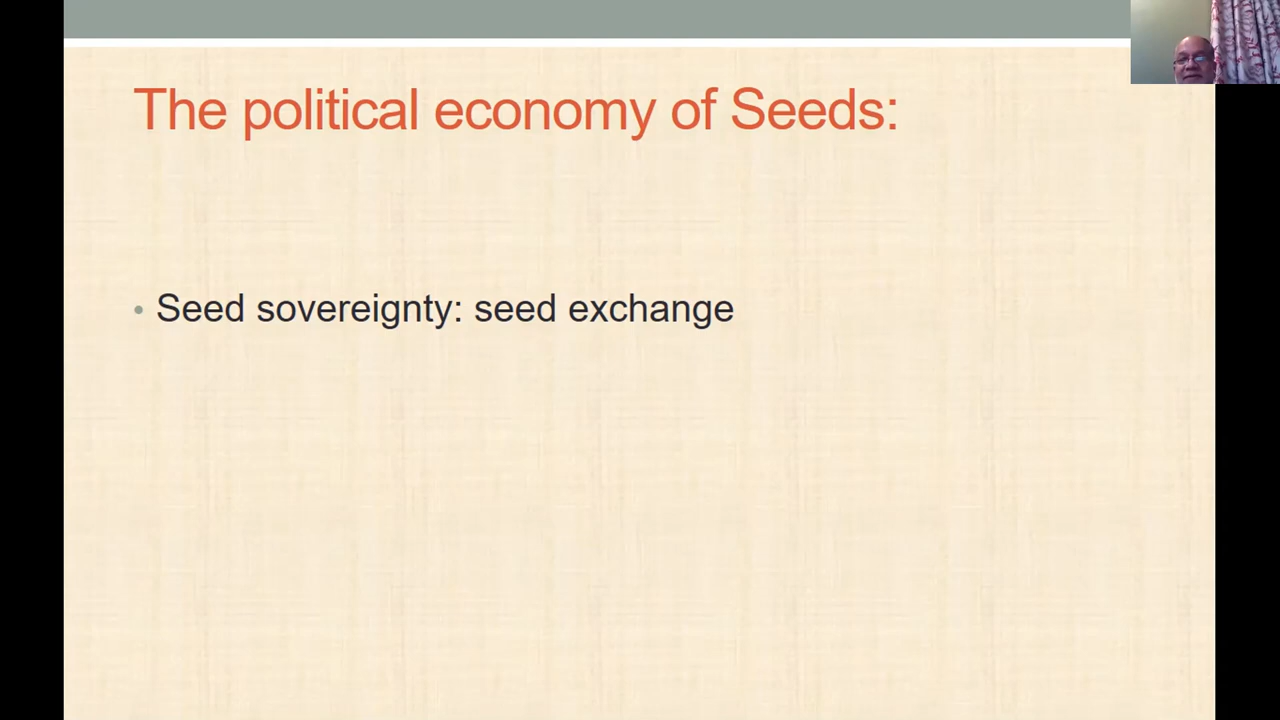 The political economy of Seeds:
• Seed sovereignty: seed exchange